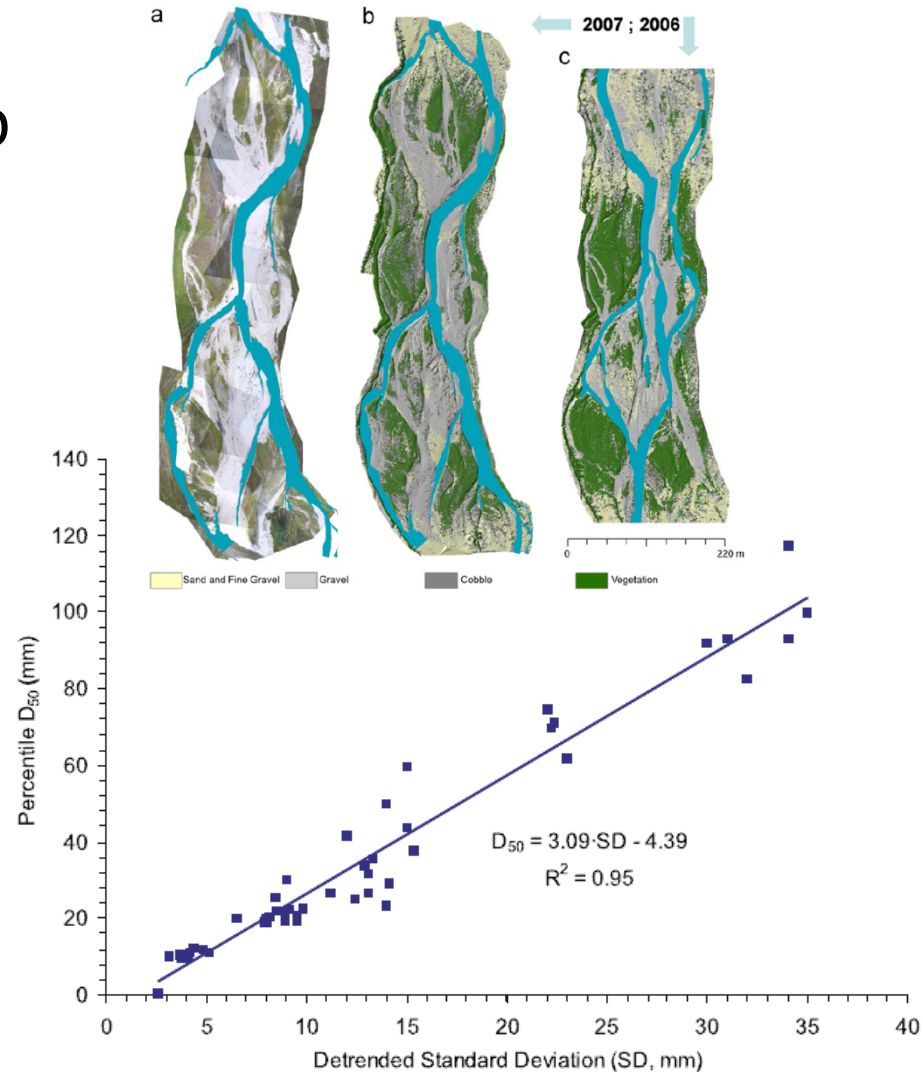 a
b
2007 ; 2006
c
0 220 m
Sand and Fine Gravel Gravel Cobble Vegetation
140
120
100
80
60
40
20
0
Percentile D₅₀ (mm)
D₅₀ = 3.09·SD - 4.39
R² = 0.95
0 5 10 15 20 25 30 35 40
Detrended Standard Deviation (SD, mm)